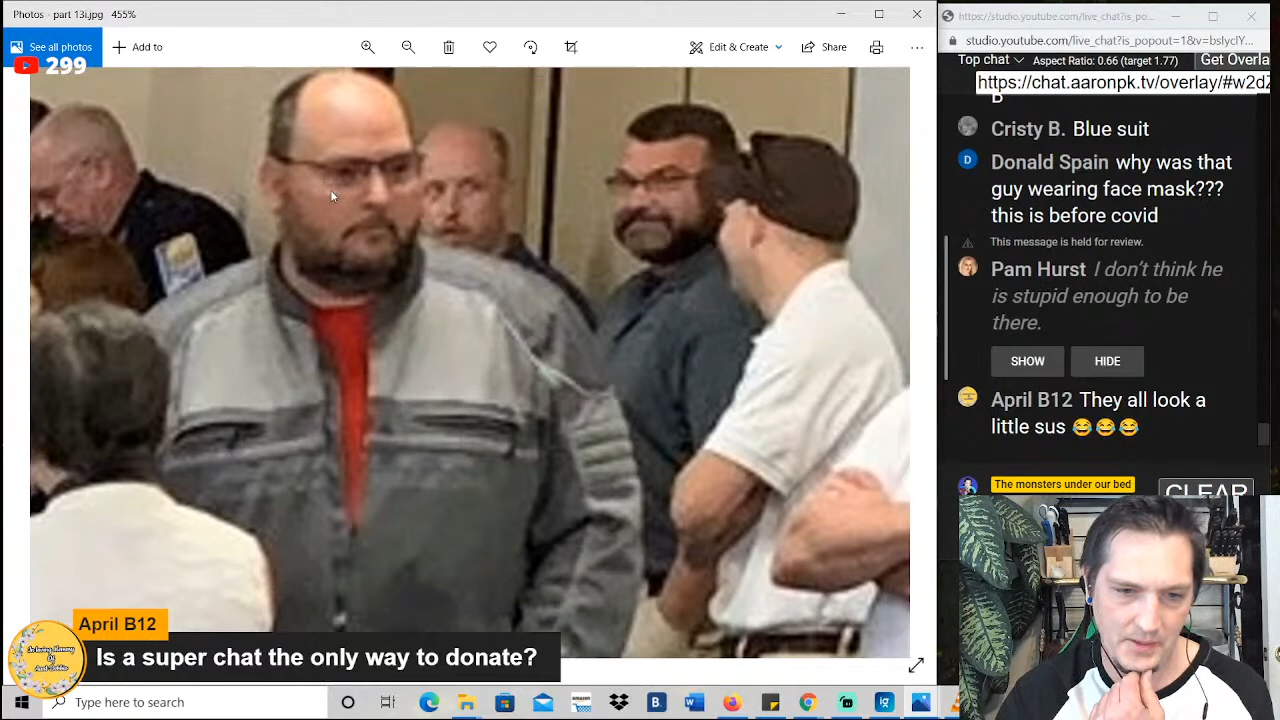 Photos - part 13i.jpg 455%
See all photos
Add to
Edit & Create
Share
299
https://studio.youtube.com/live_chat?is_po...
studio.youtube.com/live_chat?is_popout=1&v=bslyclY...
Top chat
Aspect Ratio: 0.66 (target 1.77)
Get Overla
https://chat.aaronpk.tv/overlay/#w2dZ
B
Cristy B. Blue suit
D
Donald Spain why was that
guy wearing face mask???
this is before covid
This message is held for review.
Pam Hurst I don't think he
is stupid enough to be
there.
SHOW
HIDE
April B12 They all look a
little sus 😂😂😂
The monsters under our bed
CLEAR
April B12
Is a super chat the only way to donate?
Type here to search